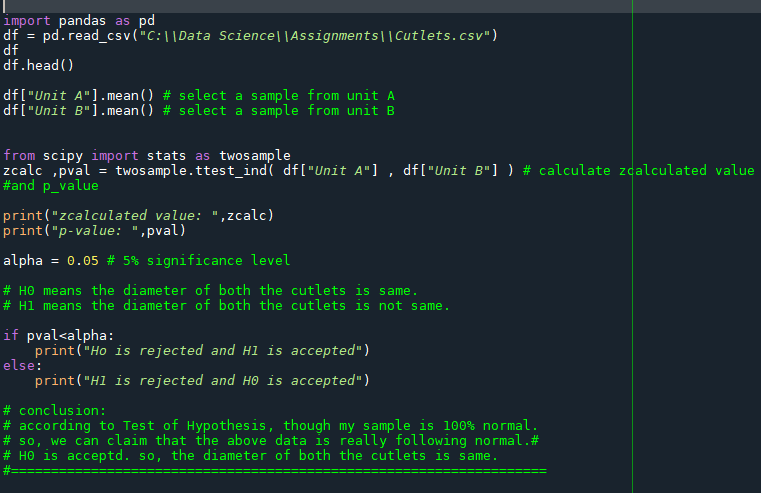 import pandas as pd
df = pd.read_csv("C:\\Data Science\\Assignments\\Cutlets.csv")
df
df.head()
df["Unit A"].mean() # select a sample from unit A
df["Unit B"].mean() # select a sample from unit B
from scipy import stats as twosample
zcalc ,pval = twosample.ttest_ind( df["Unit A"] , df["Unit B"] ) # calculate zcalculated value
#and p_value
print("zcalculated value: ",zcalc)
print("p-value: ",pval)
alpha = 0.05 # 5% significance level
# H0 means the diameter of both the cutlets is same.
# H1 means the diameter of both the cutlets is not same.
if pval<alpha:
    print("Ho is rejected and H1 is accepted")
else:
    print("H1 is rejected and H0 is accepted")
# conclusion:
# according to Test of Hypothesis, though my sample is 100% normal.
# so, we can claim that the above data is really following normal.#
# H0 is acceptd. so, the diameter of both the cutlets is same.
#==================================================================